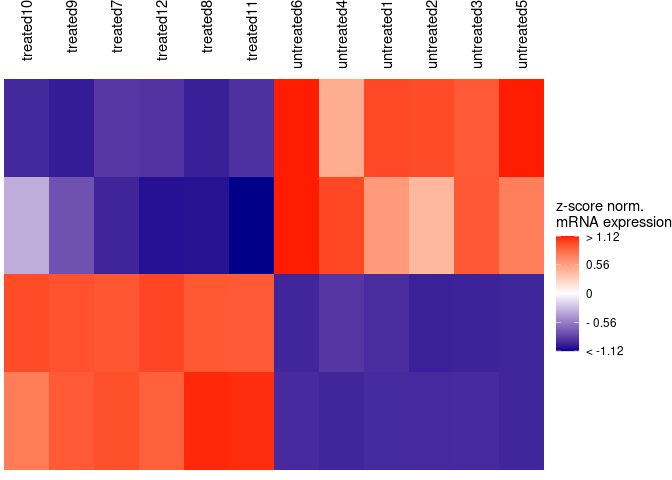 treated10
treated9
treated7
treated12
treated8
treated11
untreated6
untreated4
untreated1
untreated2
untreated3
untreated5
z-score norm.
mRNA expression
> 1.12
0.56
0
- 0.56
< -1.12